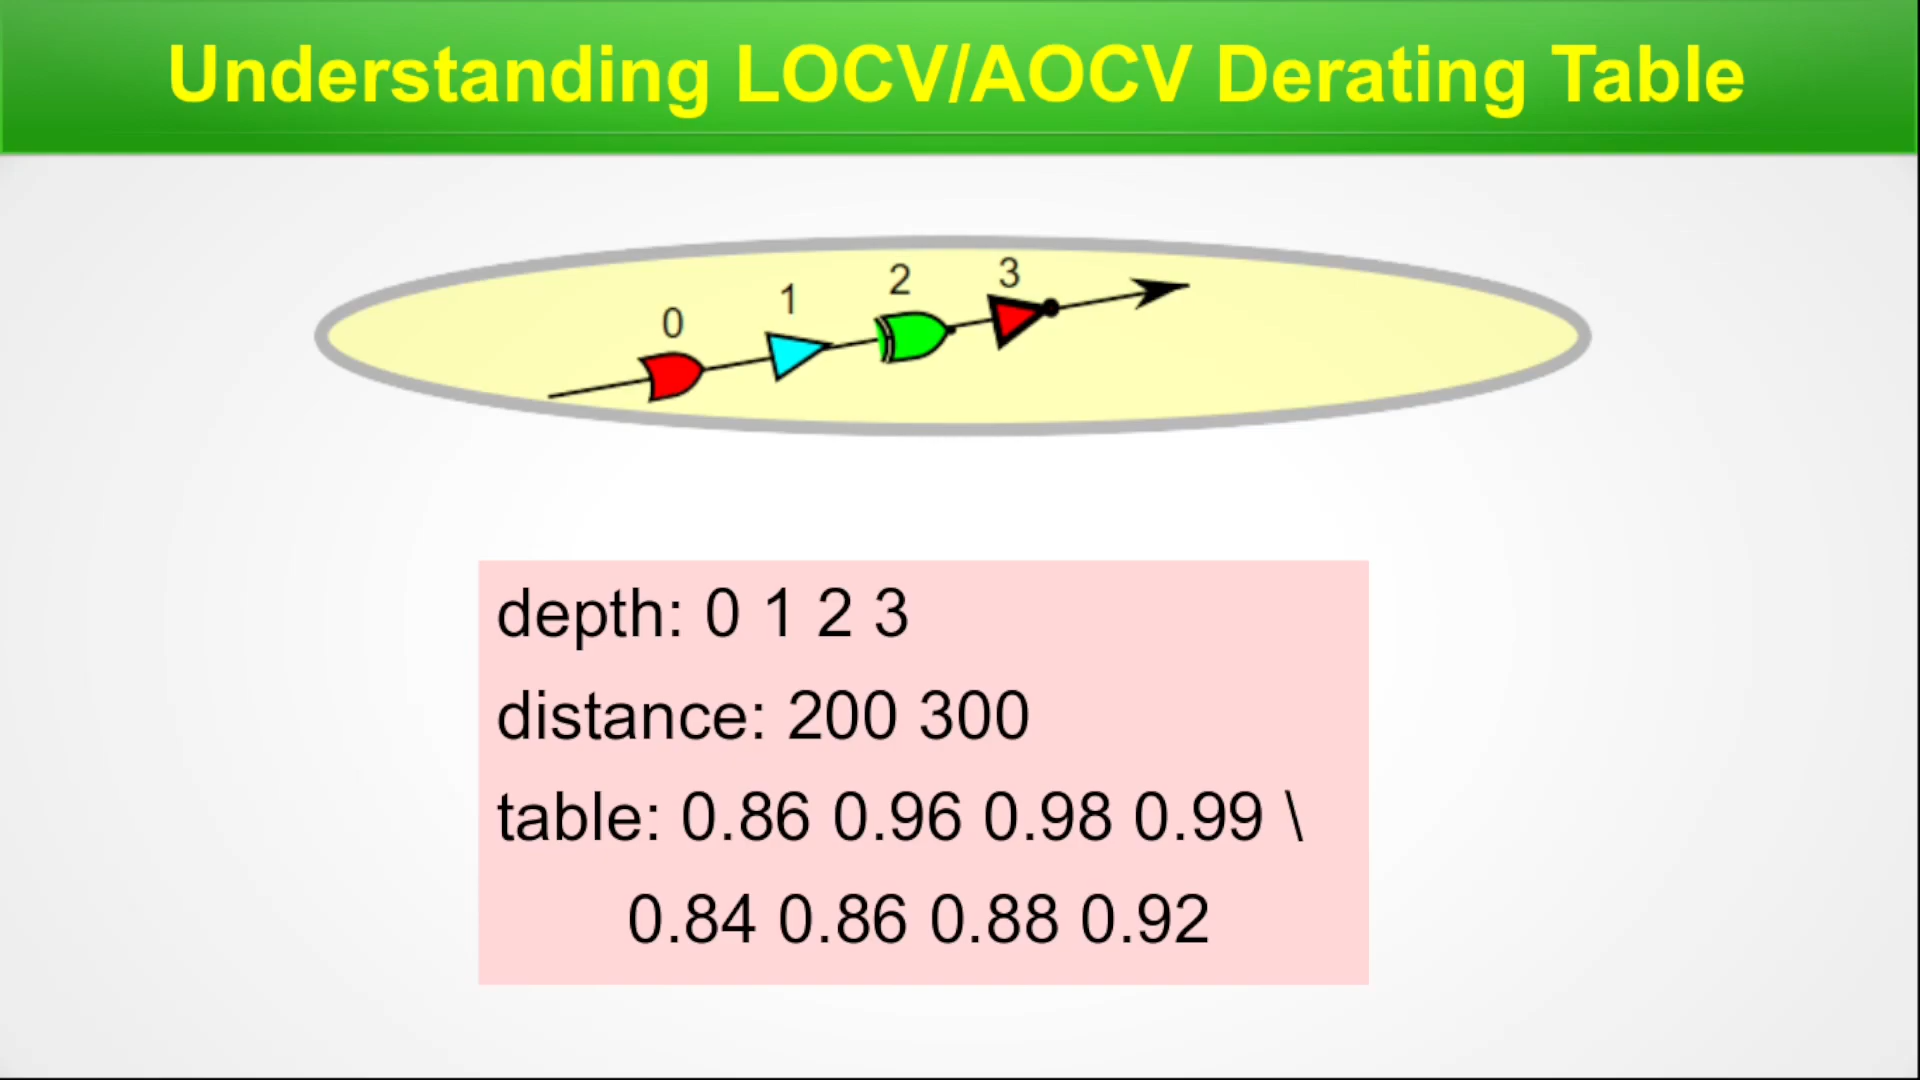 Understanding LOCV/AOCV Derating Table
0 1 2 3
depth: 0 1 2 3
distance: 200 300
table: 0.86 0.96 0.98 0.99 \
0.84 0.86 0.88 0.92